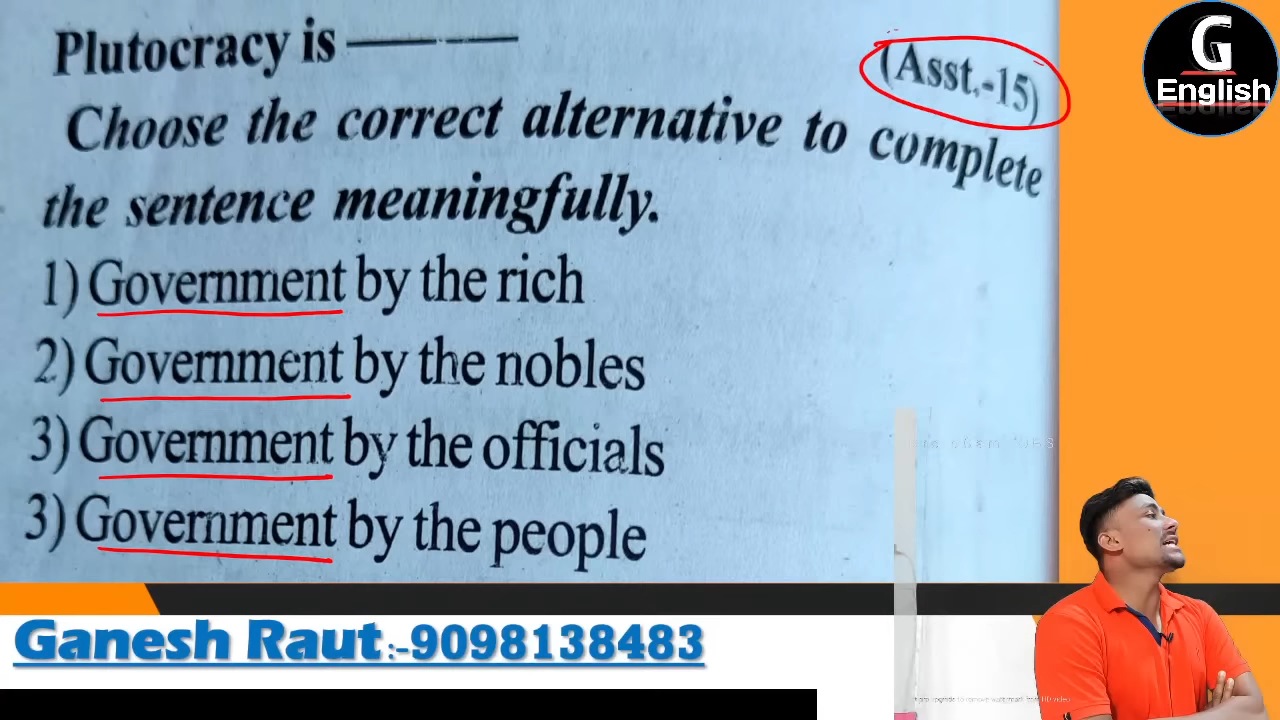 Plutocracy is
(Asst.-15)
Choose the correct alternative to complete
the sentence meaningfully.
1) Government by the rich
2) Government by the nobles
3) Government by the officials
3) Government by the people
G
English
Ganesh Raut:-9098138483